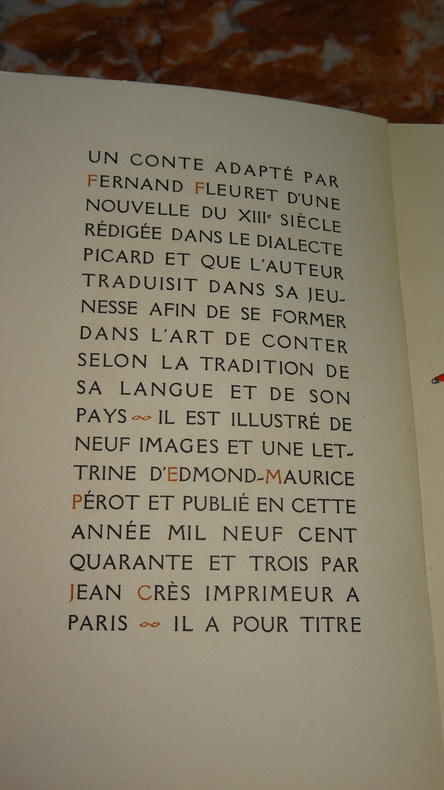 UN CONTE ADAPTÉ PAR
FERNAND FLEURET D'UNE
NOUVELLE DU XIIIe SIÈCLE
RÉDIGÉE DANS LE DIALECTE
PICARD ET QUE L'AUTEUR
TRADUISIT DANS SA JEU-
NESSE AFIN DE SE FORMER
DANS L'ART DE CONTER
SELON LA TRADITION DE
SA LANGUE ET DE SON
PAYS IL EST ILLUSTRÉ DE
NEUF IMAGES ET UNE LET-
TRINE D'EDMOND-MAURICE
PÉROT ET PUBLIÉ EN CETTE
ANNÉE MIL NEUF CENT
QUARANTE ET TROIS PAR
JEAN CRÈS IMPRIMEUR A
PARIS IL A POUR TITRE